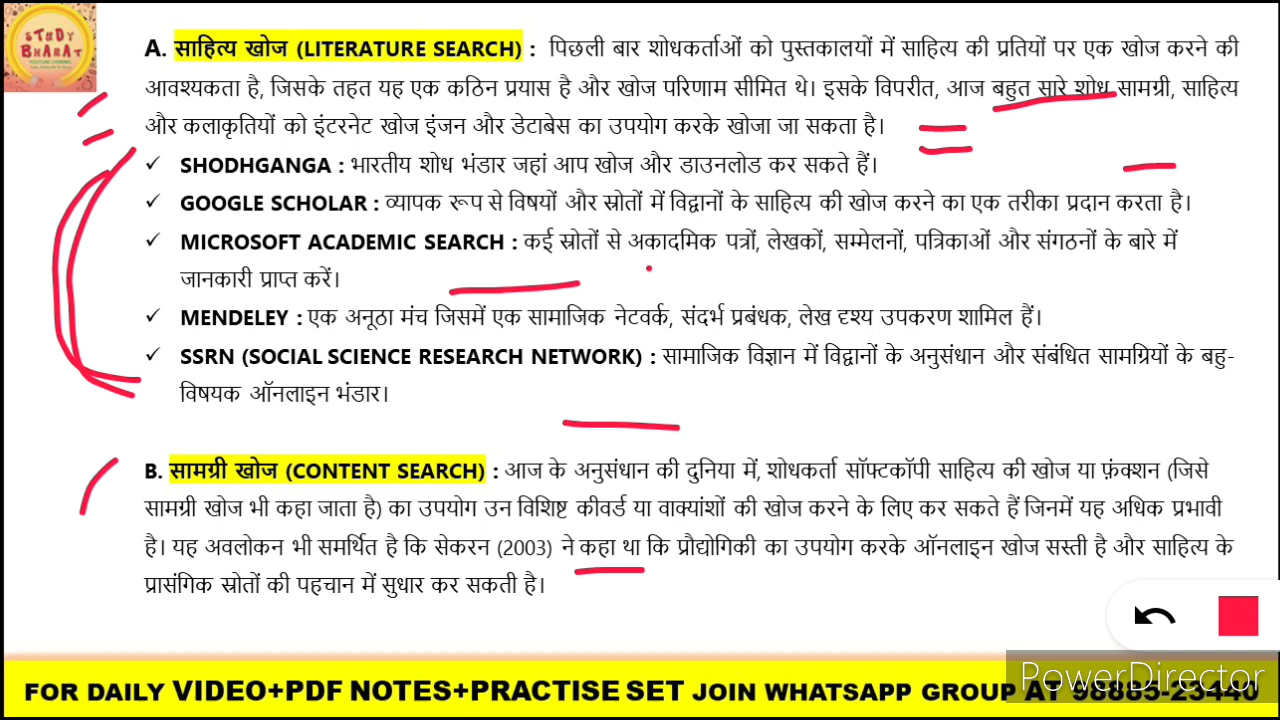 STUDY
BHARAT
YOUTUBE CHANNEL
A. साहित्य खोज (LITERATURE SEARCH) : पिछली बार शोधकर्ताओं को पुस्तकालयों में साहित्य की प्रतियों पर एक खोज करने की
आवश्यकता है, जिसके तहत यह एक कठिन प्रयास है और खोज परिणाम सीमित थे। इसके विपरीत, आज बहुत सारे शोध सामग्री, साहित्य
और कलाकृतियों को इंटरनेट खोज इंजन और डेटाबेस का उपयोग करके खोजा जा सकता है।
✓ SHODHGANGA : भारतीय शोध भंडार जहां आप खोज और डाउनलोड कर सकते हैं।
✓ GOOGLE SCHOLAR : व्यापक रूप से विषयों और स्रोतों में विद्वानों के साहित्य की खोज करने का एक तरीका प्रदान करता है।
✓ MICROSOFT ACADEMIC SEARCH : कई स्रोतों से अकादमिक पत्रों, लेखकों, सम्मेलनों, पत्रिकाओं और संगठनों के बारे में
जानकारी प्राप्त करें।
✓ MENDELEY : एक अनूठा मंच जिसमें एक सामाजिक नेटवर्क, संदर्भ प्रबंधक, लेख दृश्य उपकरण शामिल हैं।
✓ SSRN (SOCIAL SCIENCE RESEARCH NETWORK) : सामाजिक विज्ञान में विद्वानों के अनुसंधान और संबंधित सामग्रियों के बहु-
विषयक ऑनलाइन भंडार।
B. सामग्री खोज (CONTENT SEARCH) : आज के अनुसंधान की दुनिया में, शोधकर्ता सॉफ्टकॉपी साहित्य की खोज या फ़ंक्शन (जिसे
सामग्री खोज भी कहा जाता है) का उपयोग उन विशिष्ट कीवर्ड या वाक्यांशों की खोज करने के लिए कर सकते हैं जिनमें यह अधिक प्रभावी
है। यह अवलोकन भी समर्थित है कि सेकरन (2003) ने कहा था कि प्रौद्योगिकी का उपयोग करके ऑनलाइन खोज सस्ती है और साहित्य के
प्रासंगिक स्रोतों की पहचान में सुधार कर सकती है।
PowerDirector
FOR DAILY VIDEO+PDF NOTES+PRACTISE SET JOIN WHATSAPP GROUP AT 98885-23440